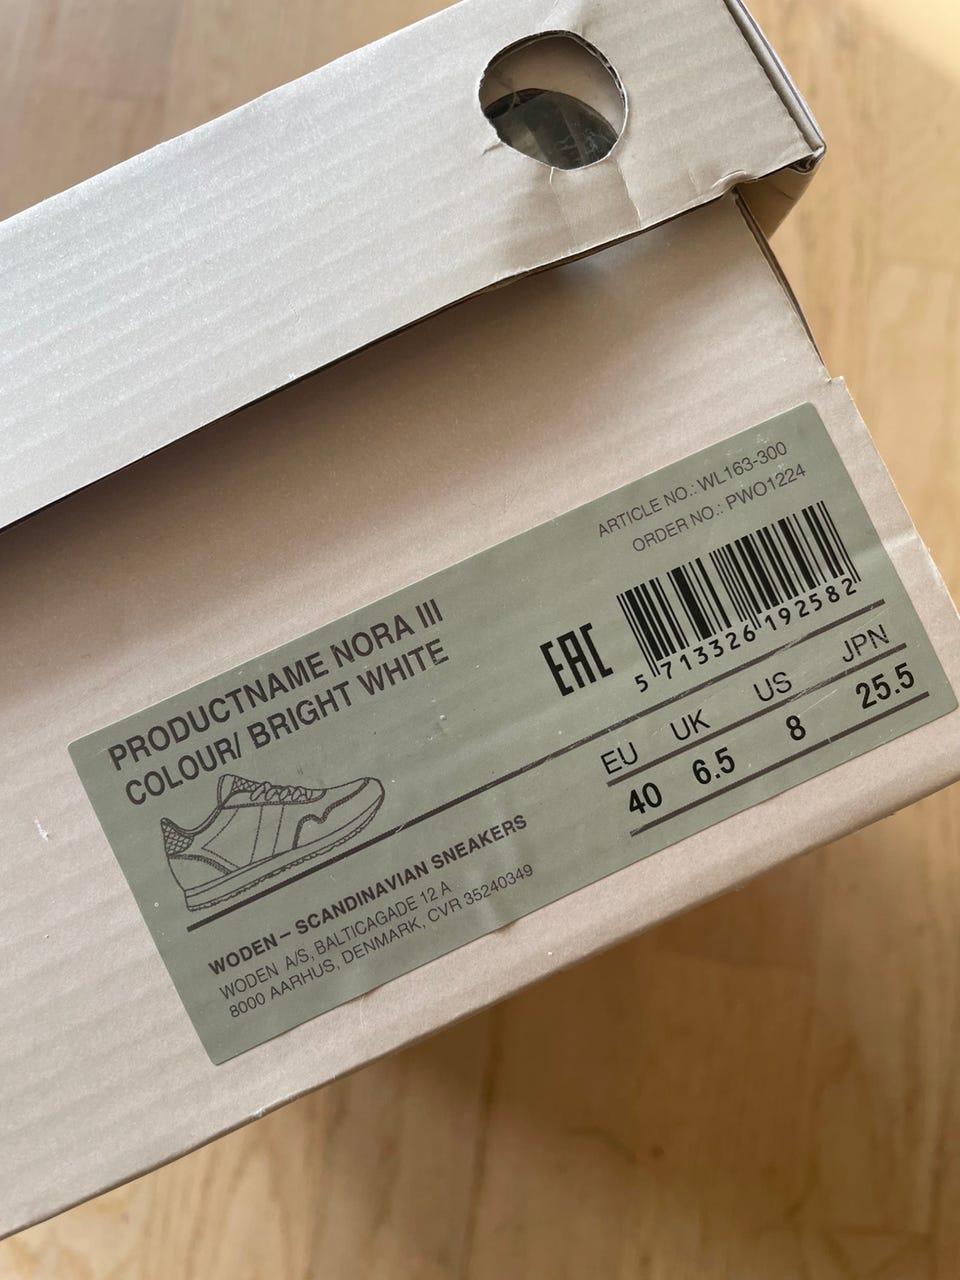 ARTICLE NO.: WL163-300
ORDER NO.: PWO1224
PRODUCTNAME NORA III
COLOUR/ BRIGHT WHITE
EAC
5 713326 192582
EU UK US JPN
40 6.5 8 25.5
WODEN – SCANDINAVIAN SNEAKERS
WODEN A/S, BALTICAGADE 12 A
8000 AARHUS, DENMARK, CVR 35240349